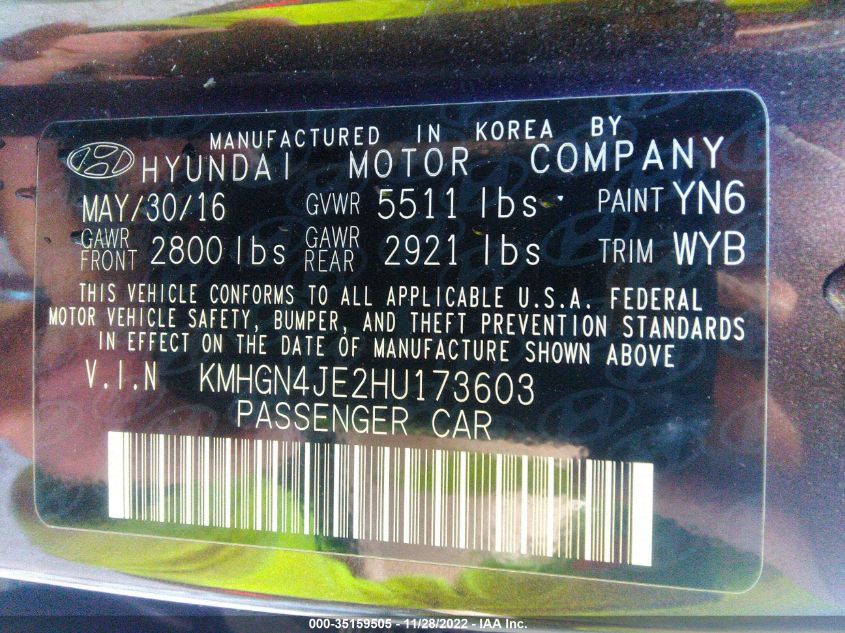 MANUFACTURED IN KOREA BY
HYUNDAI MOTOR COMPANY
MAY/30/16 GVWR 5511 lbs PAINT YN6
GAWR FRONT 2800 lbs GAWR REAR 2921 lbs TRIM WYB
THIS VEHICLE CONFORMS TO ALL APPLICABLE U.S.A. FEDERAL
MOTOR VEHICLE SAFETY, BUMPER, AND THEFT PREVENTION STANDARDS
IN EFFECT ON THE DATE OF MANUFACTURE SHOWN ABOVE
V.I.N KMHGN4JE2HU173603
PASSENGER CAR
000-35159505 - 11/28/2022 - IAA Inc.